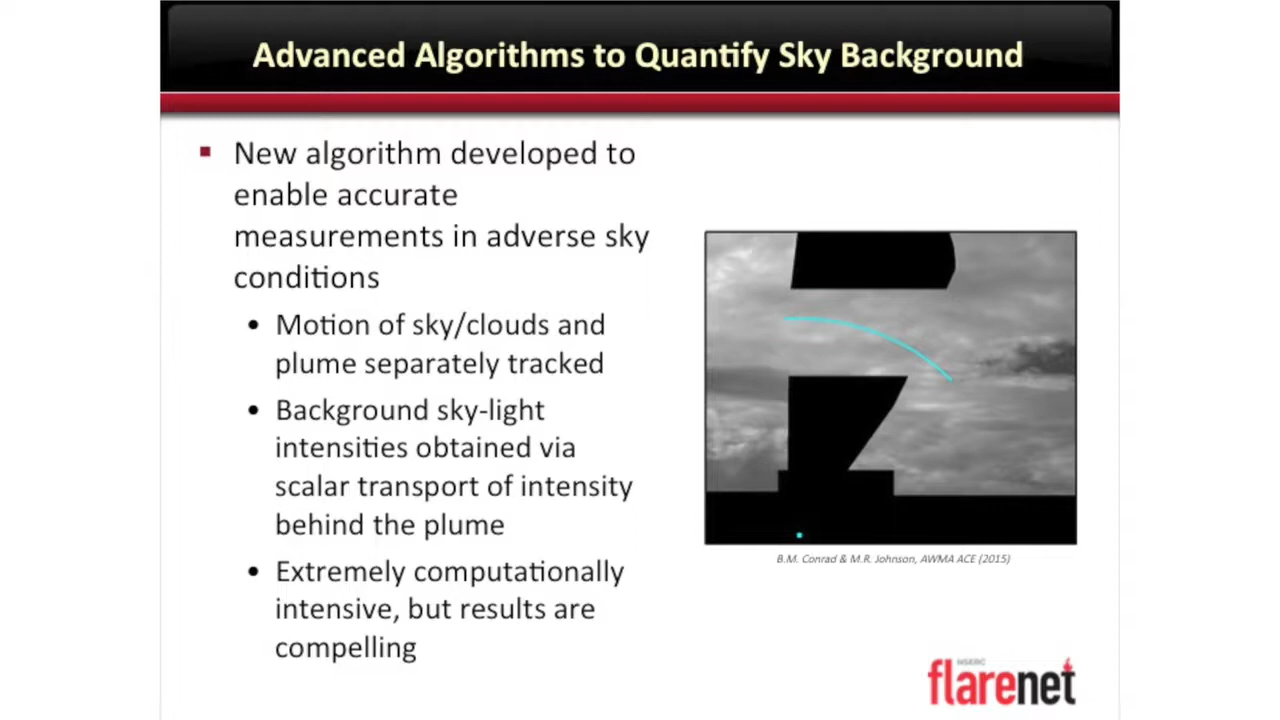 Advanced Algorithms to Quantify Sky Background
New algorithm developed to
enable accurate
measurements in adverse sky
conditions
Motion of sky/clouds and
plume separately tracked
Background sky-light
intensities obtained via
scalar transport of intensity
behind the plume
Extremely computationally
intensive, but results are
compelling
B.M. Conrad & M.R. Johnson, AWMA ACE (2015)
NSERC
flarenet